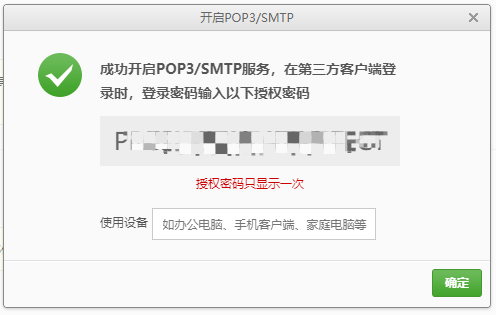 开启POP3/SMTP
成功开启POP3/SMTP服务，在第三方客户端登
录时，登录密码输入以下授权密码
授权密码只显示一次
使用设备
如办公电脑、手机客户端、家庭电脑等
确定